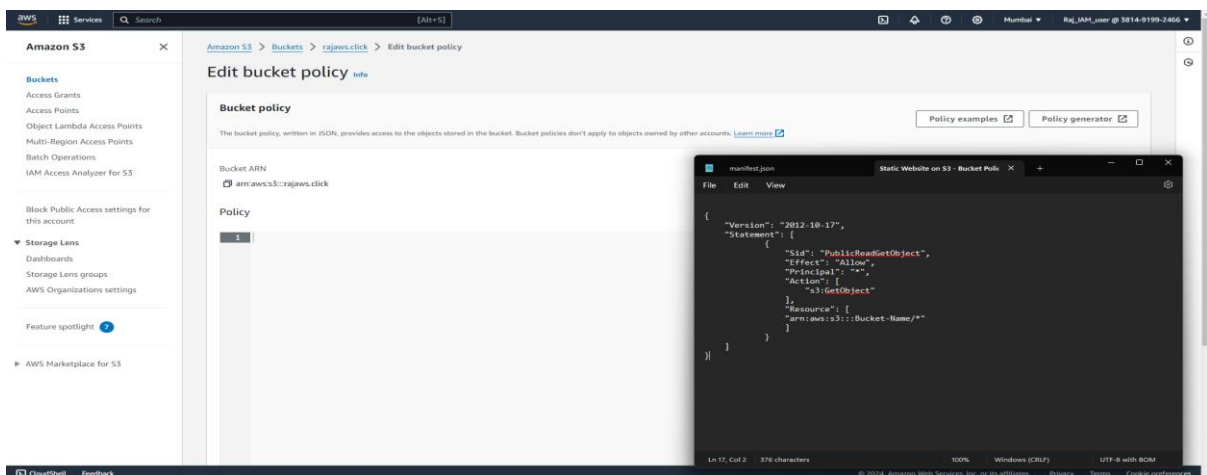 aws Services Search [Alt+S] Mumbai Raj_IAM_user @ 3814-9199-2466
Amazon S3
Buckets
Access Grants
Access Points
Object Lambda Access Points
Multi-Region Access Points
Batch Operations
IAM Access Analyzer for S3
Block Public Access settings for
this account
Storage Lens
Dashboards
Storage Lens groups
AWS Organizations settings
Feature spotlight 7
AWS Marketplace for S3
Amazon S3 > Buckets > rajaws.click > Edit bucket policy
Edit bucket policy Info
Bucket policy
Policy examples Policy generator
The bucket policy, written in JSON, provides access to the objects stored in the bucket. Bucket policies don't apply to objects owned by other accounts. Learn more
Bucket ARN
arn:aws:s3:::rajaws.click
Policy
1
manifest.json Static Website on S3 - Bucket Polic
File Edit View
{
"Version": "2012-10-17",
"Statement": [
{
"Sid": "PublicReadGetObject",
"Effect": "Allow",
"Principal": "*",
"Action": [
"s3:GetObject"
],
"Resource": [
"arn:aws:s3:::Bucket-Name/*"
]
}
]
}
Ln 17, Col 2 376 characters 100% Windows (CRLF) UTF-8 with BOM
CloudShell Feedback © 2024, Amazon Web Services, Inc. or its affiliates. Privacy Terms Cookie preferences